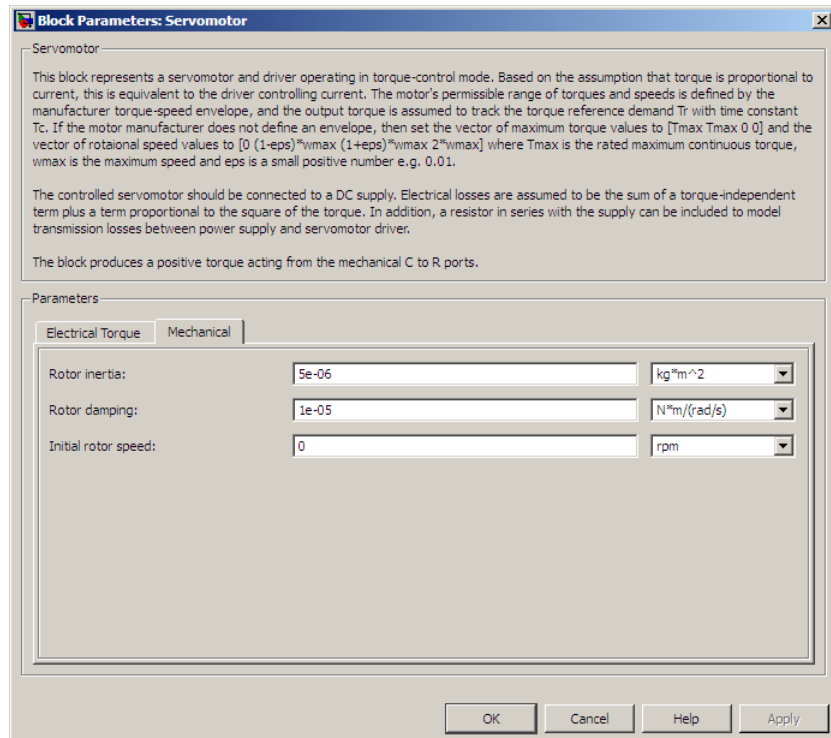 Block Parameters: Servomotor
Servomotor
This block represents a servomotor and driver operating in torque-control mode. Based on the assumption that torque is proportional to
current, this is equivalent to the driver controlling current. The motor's permissible range of torques and speeds is defined by the
manufacturer torque-speed envelope, and the output torque is assumed to track the torque reference demand Tr with time constant
Tc. If the motor manufacturer does not define an envelope, then set the vector of maximum torque values to [Tmax Tmax 0 0] and the
vector of rotaional speed values to [0 (1-eps)*wmax (1+eps)*wmax 2*wmax] where Tmax is the rated maximum continuous torque,
wmax is the maximum speed and eps is a small positive number e.g. 0.01.
The controlled servomotor should be connected to a DC supply. Electrical losses are assumed to be the sum of a torque-independent
term plus a term proportional to the square of the torque. In addition, a resistor in series with the supply can be included to model
transmission losses between power supply and servomotor driver.
The block produces a positive torque acting from the mechanical C to R ports.
Parameters
Electrical Torque Mechanical
Rotor inertia: 5e-06 kg*m^2
Rotor damping: 1e-05 N*m/(rad/s)
Initial rotor speed: 0 rpm
OK Cancel Help Apply